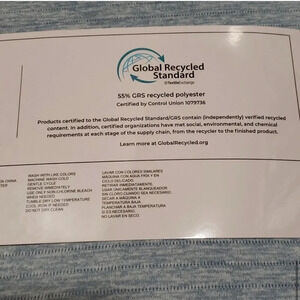 Global Recycled
Standard
TextileExchange
55% GRS recycled polyester
Certified by Control Union 1079736
Products certified to the Global Recycled Standard/GRS contain (independently) verified recycled
content. In addition, certified organizations have met social, environmental, and chemical
requirements at each stage of the supply chain, from the recycler to the finished product.
Learn more at GlobalRecycled.org
N CHINA
STER
WASH WITH LIKE COLORS
MACHINE WASH COLD
GENTLE CYCLE
REMOVE IMMEDIATELY
USE ONLY NON-CHLORINE BLEACH
WHEN NEEDED
TUMBLE DRY LOW TEMPERATURE
COOL IRON IF NEEDED
DO NOT DRY CLEAN
LAVAR CON COLORES SIMILARES
MAQUINA CON AGUA FRIA Y EN
CICLO DELICADO.
RETIRAR INMEDIATAMENTE.
USAR UNICAMENTE BLANQUEADOR
SIN CLORO CUANDO SEA NECESARIO.
SECAR A MAQUINA A
TEMPERATURA BAJA.
PLANCHAR A BAJA TEMPERATURA
SI ES NECESARIO.
NO LAVAR EN SECO.